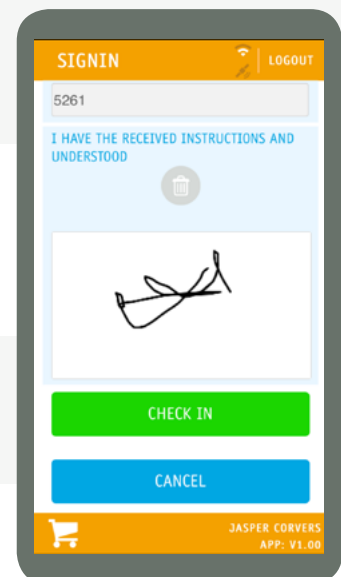 SIGNIN
LOGOUT
5261
I HAVE THE RECEIVED INSTRUCTIONS AND
UNDERSTOOD
CHECK IN
CANCEL
JASPER CORVERS
APP: V1.00